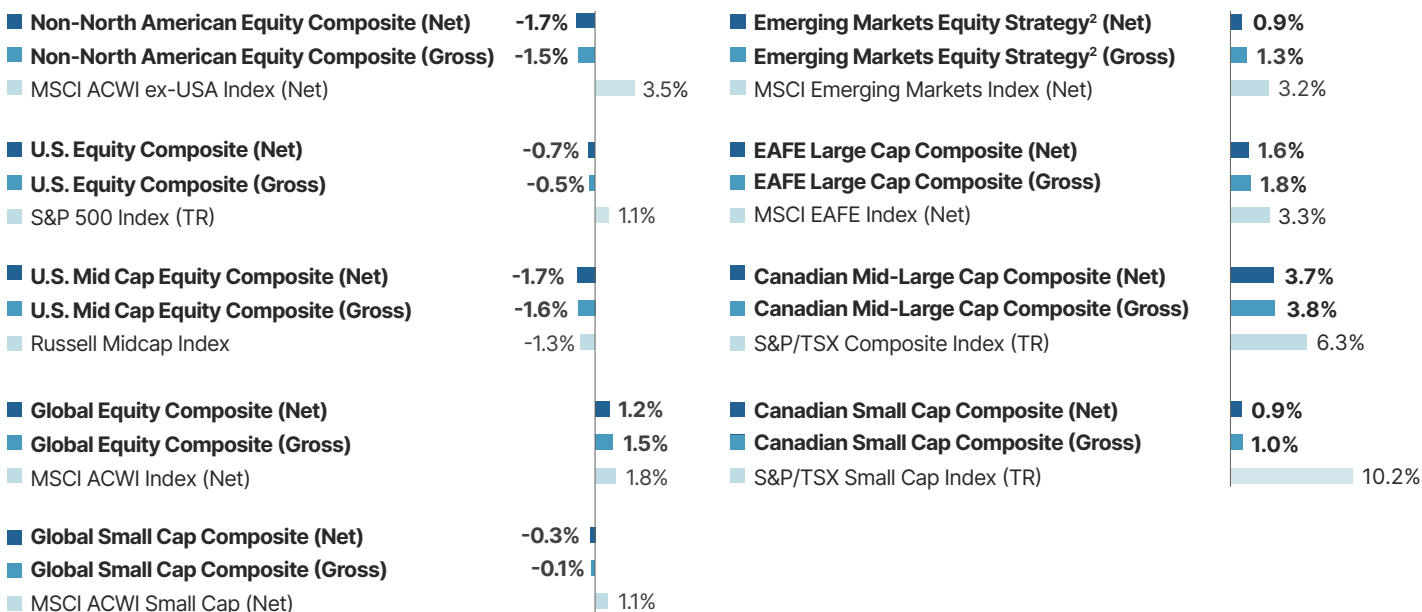 Non-North American Equity Composite (Net) -1.7%
Non-North American Equity Composite (Gross) -1.5%
MSCI ACWI ex-USA Index (Net) 3.5%
U.S. Equity Composite (Net) -0.7%
U.S. Equity Composite (Gross) -0.5%
S&P 500 Index (TR) 1.1%
U.S. Mid Cap Equity Composite (Net) -1.7%
U.S. Mid Cap Equity Composite (Gross) -1.6%
Russell Midcap Index -1.3%
Global Equity Composite (Net) 1.2%
Global Equity Composite (Gross) 1.5%
MSCI ACWI Index (Net) 1.8%
Global Small Cap Composite (Net) -0.3%
Global Small Cap Composite (Gross) -0.1%
MSCI ACWI Small Cap (Net) 1.1%
Emerging Markets Equity Strategy² (Net) 0.9%
Emerging Markets Equity Strategy² (Gross) 1.3%
MSCI Emerging Markets Index (Net) 3.2%
EAFE Large Cap Composite (Net) 1.6%
EAFE Large Cap Composite (Gross) 1.8%
MSCI EAFE Index (Net) 3.3%
Canadian Mid-Large Cap Composite (Net) 3.7%
Canadian Mid-Large Cap Composite (Gross) 3.8%
S&P/TSX Composite Index (TR) 6.3%
Canadian Small Cap Composite (Net) 0.9%
Canadian Small Cap Composite (Gross) 1.0%
S&P/TSX Small Cap Index (TR) 10.2%